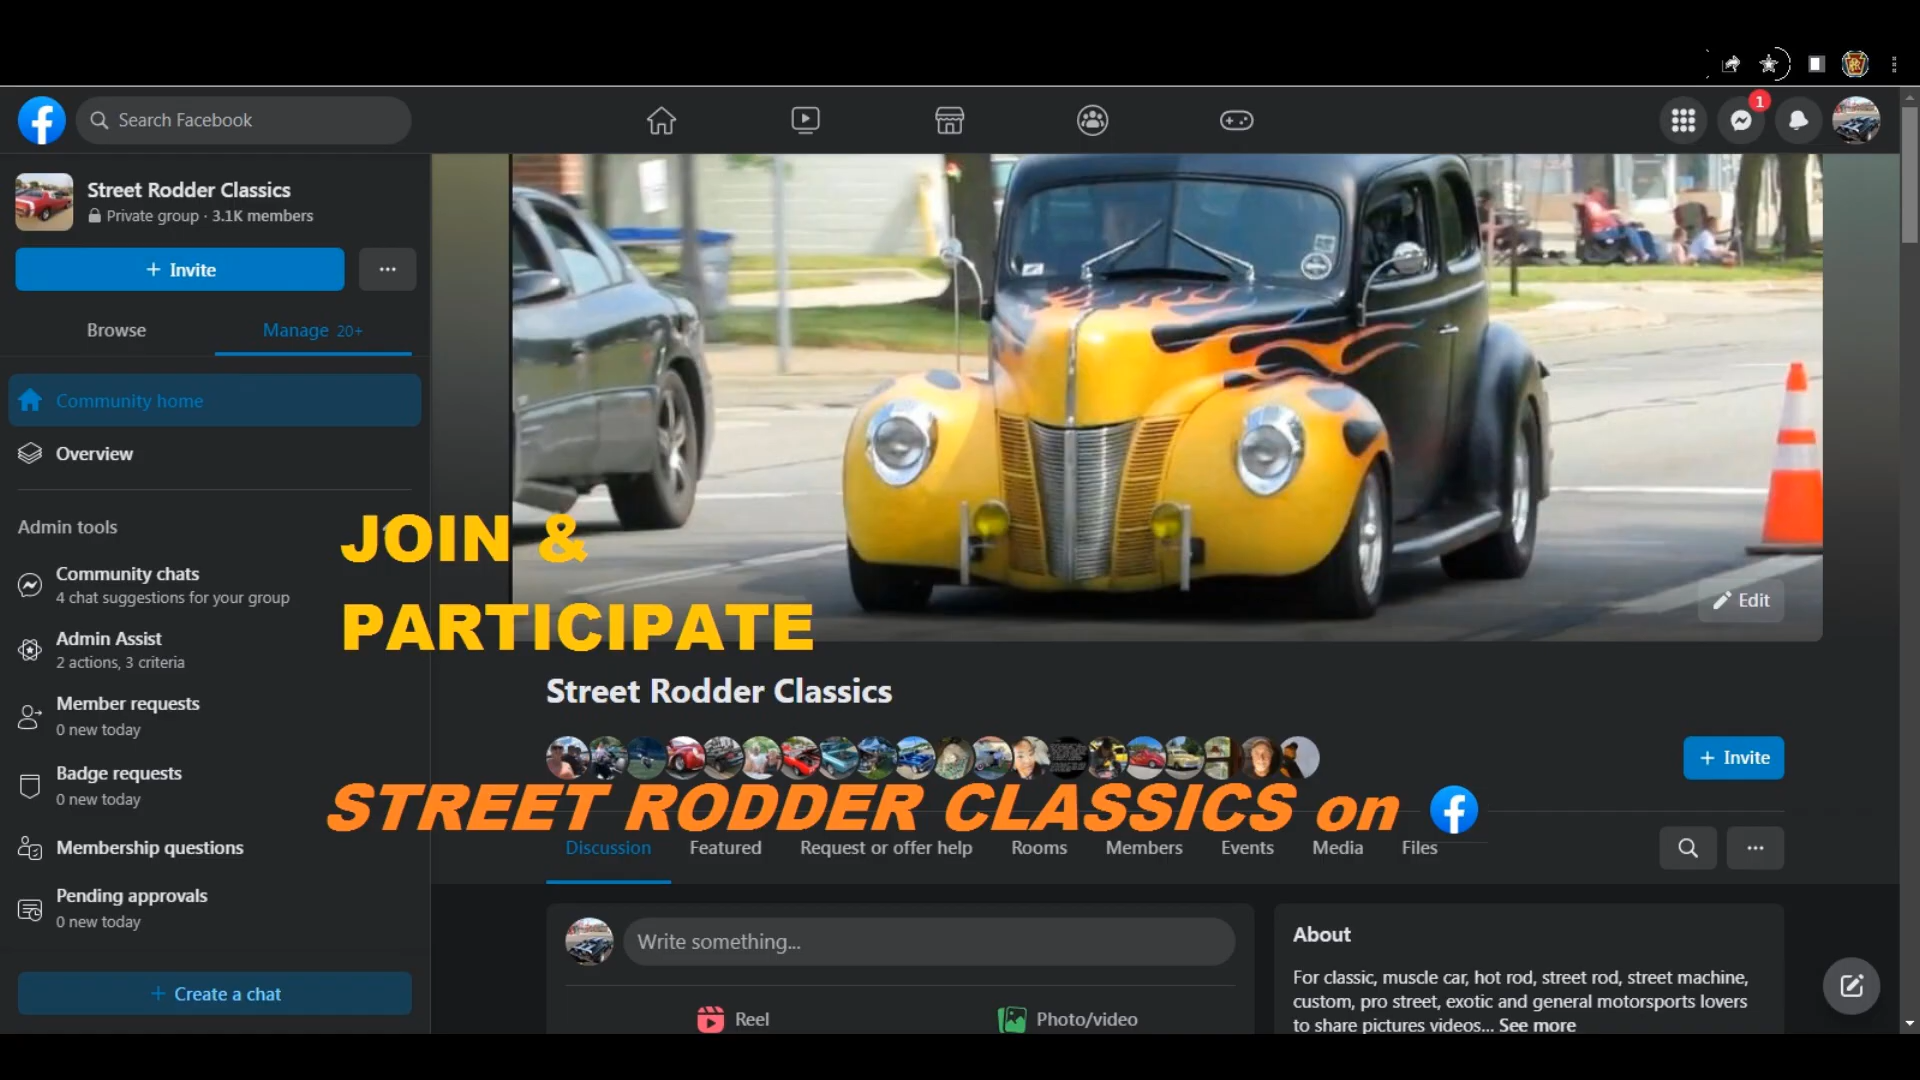 1
Search Facebook
Street Rodder Classics
Private group · 3.1K members
+ Invite
Browse
Manage 20+
Community home
Overview
Admin tools
Community chats
4 chat suggestions for your group
Admin Assist
2 actions, 3 criteria
Member requests
0 new today
Badge requests
0 new today
Membership questions
Pending approvals
0 new today
+ Create a chat
Edit
JOIN &
PARTICIPATE
Street Rodder Classics
+ Invite
STREET RODDER CLASSICS on
Discussion Featured Request or offer help Rooms Members Events Media Files
Write something...
Reel Photo/video
About
For classic, muscle car, hot rod, street rod, street machine,
custom, pro street, exotic and general motorsports lovers
to share pictures videos... See more